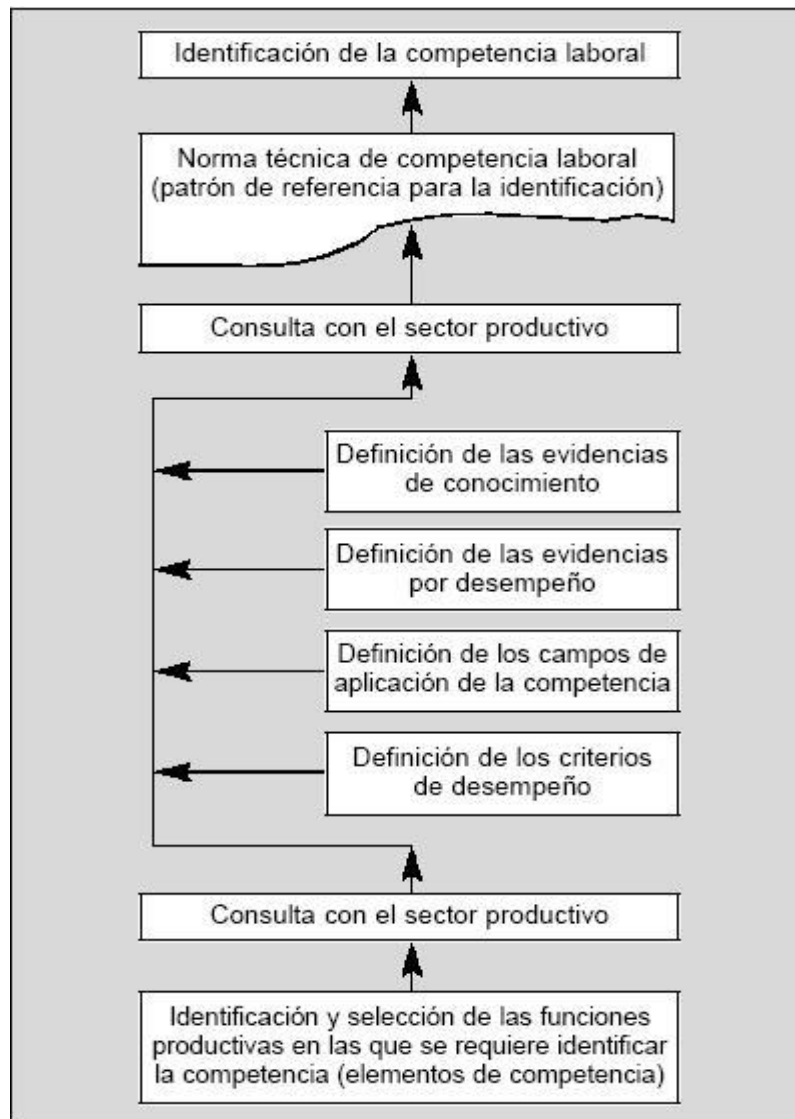 Identificación de la competencia laboral
Norma técnica de competencia laboral
(patrón de referencia para la identificación)
Consulta con el sector productivo
Definición de las evidencias
de conocimiento
Definición de las evidencias
por desempeño
Definición de los campos de
aplicación de la competencia
Definición de los criterios
de desempeño
Consulta con el sector productivo
Identificación y selección de las funciones
productivas en las que se requiere identificar
la competencia (elementos de competencia)